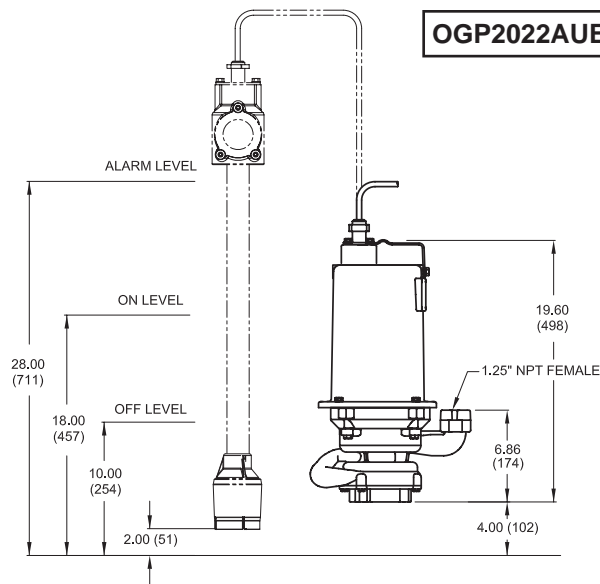 OGP2022AUE
ALARM LEVEL
ON LEVEL
19.60
(498)
28.00
(711)
1.25" NPT FEMALE
18.00
(457)
OFF LEVEL
6.86
(174)
10.00
(254)
2.00 (51)
4.00 (102)